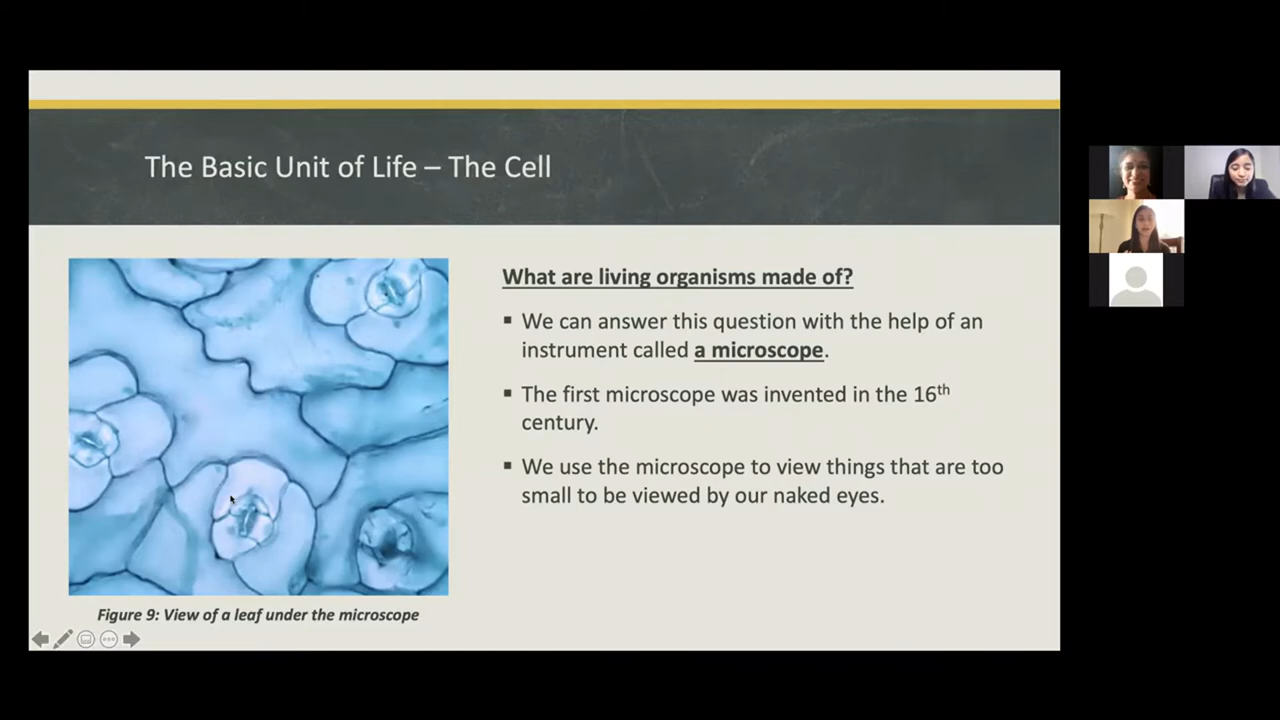 The Basic Unit of Life – The Cell
What are living organisms made of?
▪ We can answer this question with the help of an
instrument called a microscope.
▪ The first microscope was invented in the 16th
century.
▪ We use the microscope to view things that are too
small to be viewed by our naked eyes.
Figure 9: View of a leaf under the microscope